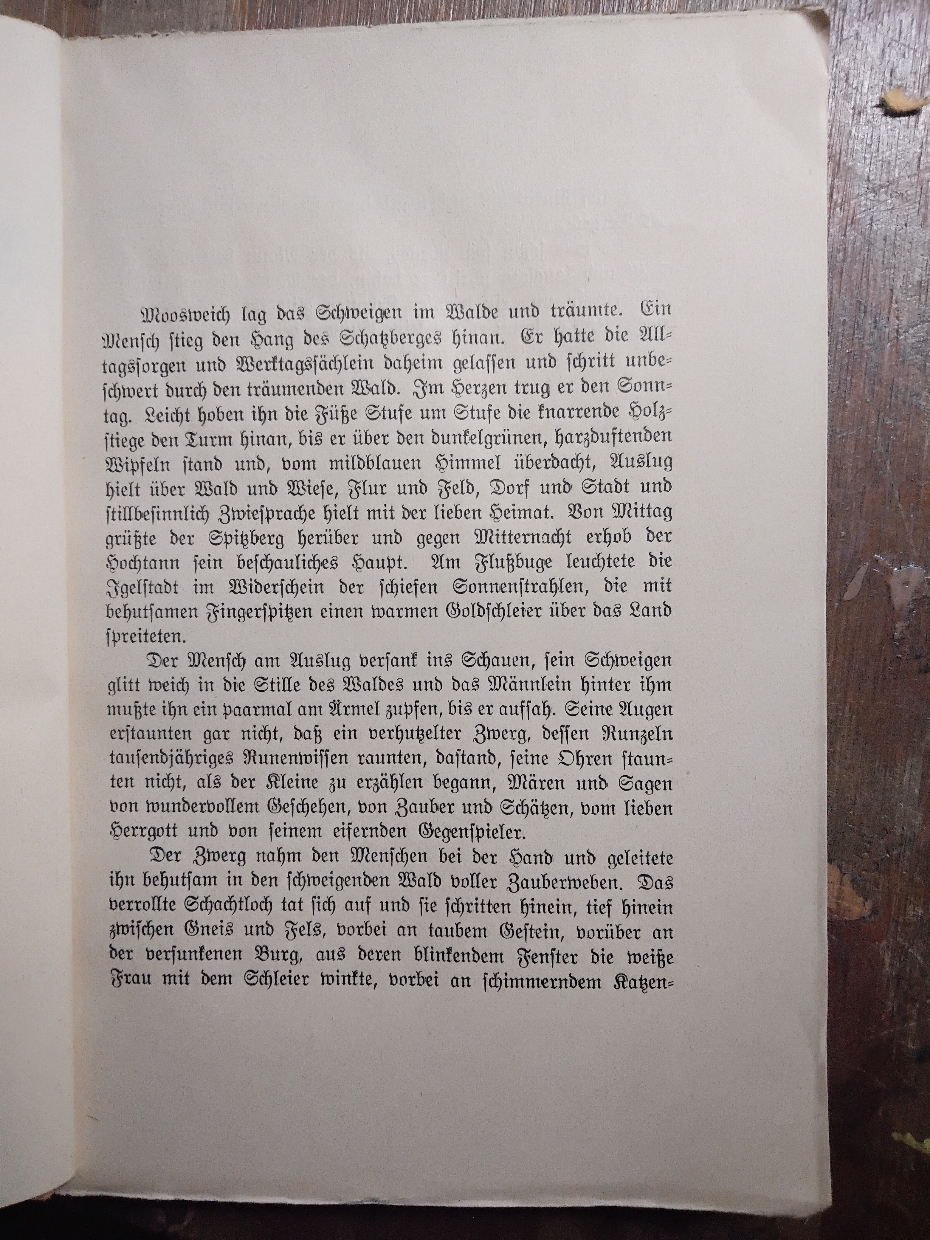 Moosweich lag das Schweigen im Walde und träumte. Ein
Mensch stieg den Hang des Schatzberges hinan. Er hatte die All-
tagssorgen und Werktagssächlein daheim gelassen und schritt unbe-
schwert durch den träumenden Wald. Im Herzen trug er den Sonn-
tag. Leicht hoben ihn die Füße Stufe um Stufe die knarrende Holz-
stiege den Turm hinan, bis er über den dunkelgrünen, harzduftenden
Wipfeln stand und, vom mildblauen Himmel überdacht, Auslug
hielt über Wald und Wiese, Flur und Feld, Dorf und Stadt und
stillbesinnlich Zwiesprache hielt mit der lieben Heimat. Von Mittag
grüßte der Spitzberg herüber und gegen Mitternacht erhob der
Hochtann sein beschauliches Haupt. Am Flußbuge leuchtete die
Igelstadt im Widerschein der schiefen Sonnenstrahlen, die mit
behutsamen Fingerspitzen einen warmen Goldschleier über das Land
spreiteten.
Der Mensch am Auslug versank ins Schauen, sein Schweigen
glitt weich in die Stille des Waldes und das Männlein hinter ihm
mußte ihn ein paarmal am Ärmel zupfen, bis er aufsah. Seine Augen
erstaunten gar nicht, daß ein verhutzelter Zwerg, dessen Runzeln
tausendjähriges Runenwissen raunten, dastand, seine Ohren staun-
ten nicht, als der Kleine zu erzählen begann, Mären und Sagen
von wundervollem Geschehen, von Zauber und Schätzen, vom lieben
Herrgott und von seinem eifernden Gegenspieler.
Der Zwerg nahm den Menschen bei der Hand und geleitete
ihn behutsam in den schweigenden Wald voller Zauberweben. Das
verrollte Schachtloch tat sich auf und sie schritten hinein, tief hinein
zwischen Gneis und Fels, vorbei an taubem Gestein, vorüber an
der versunkenen Burg, aus deren blinkendem Fenster die weiße
Frau mit dem Schleier winkte, vorbei an schimmerndem Katzen-